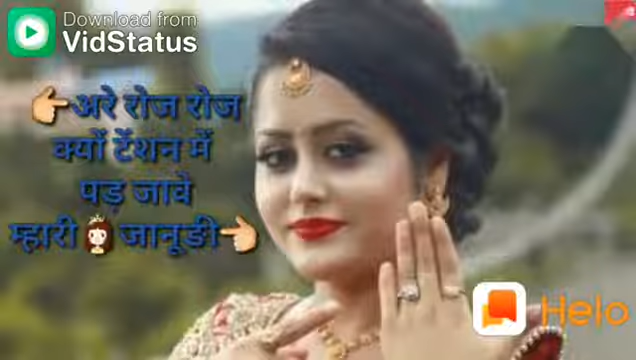 Download from
VidStatus
👉अरे रोज रोज
क्यों टेंशन में
पड़ जावे
म्हारी👸जानूडी👈
Helo